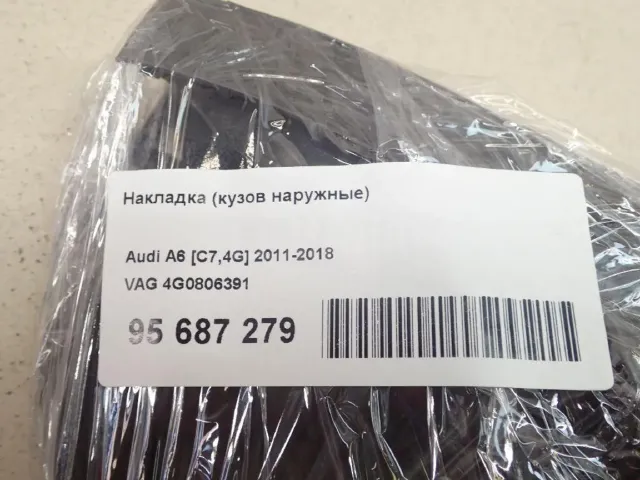 Накладка (кузов наружные)
Audi A6 [C7,4G] 2011-2018
VAG 4G0806391
95 687 279